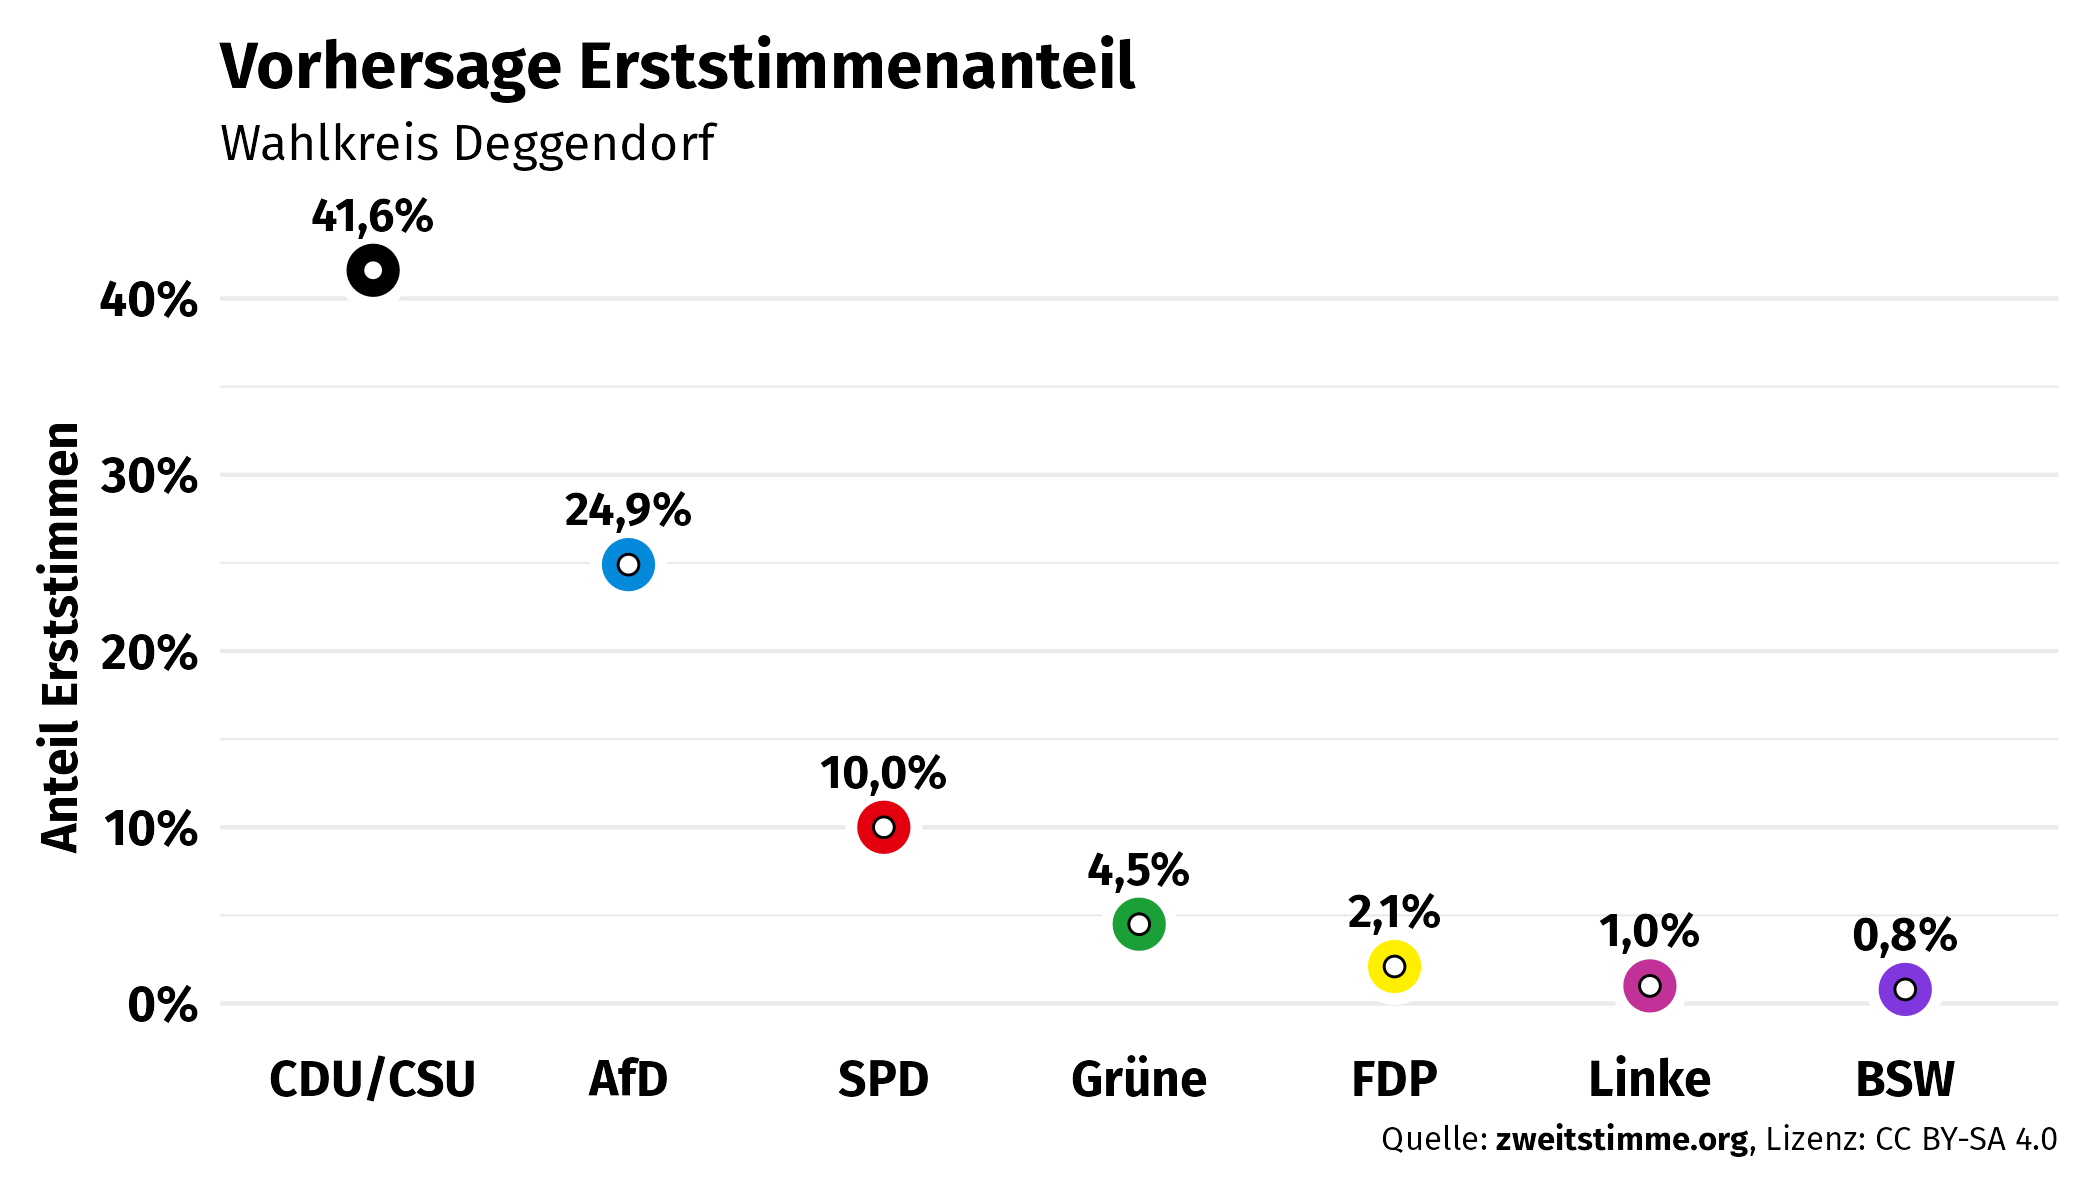 Vorhersage Erststimmenanteil
Wahlkreis Deggendorf
Anteil Erststimmen
40%
30%
20%
10%
0%
41,6%
24,9%
10,0%
4,5%
2,1%
1,0%
0,8%
CDU/CSU AfD SPD Grüne FDP Linke BSW
Quelle: zweitstimme.org, Lizenz: CC BY-SA 4.0